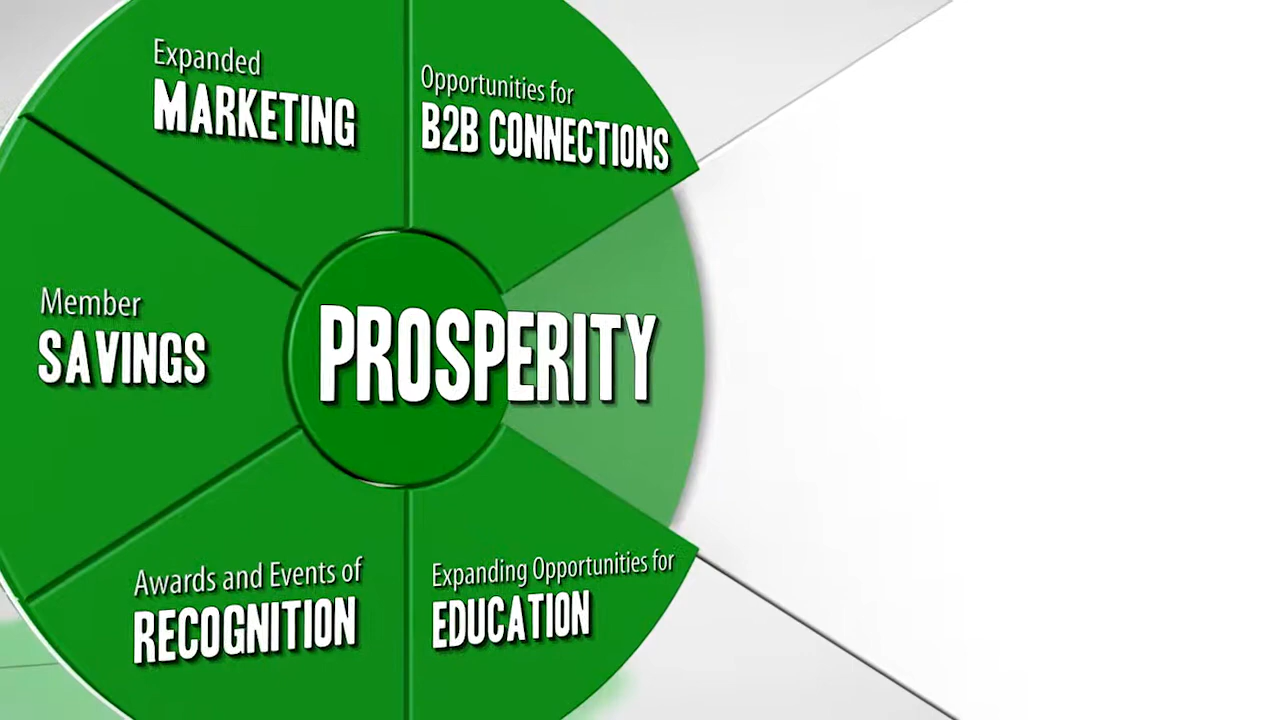 Expanded
MARKETING
Opportunities for
B2B CONNECTIONS
Member
SAVINGS
PROSPERITY
Awards and Events of
RECOGNITION
Expanding Opportunities for
EDUCATION